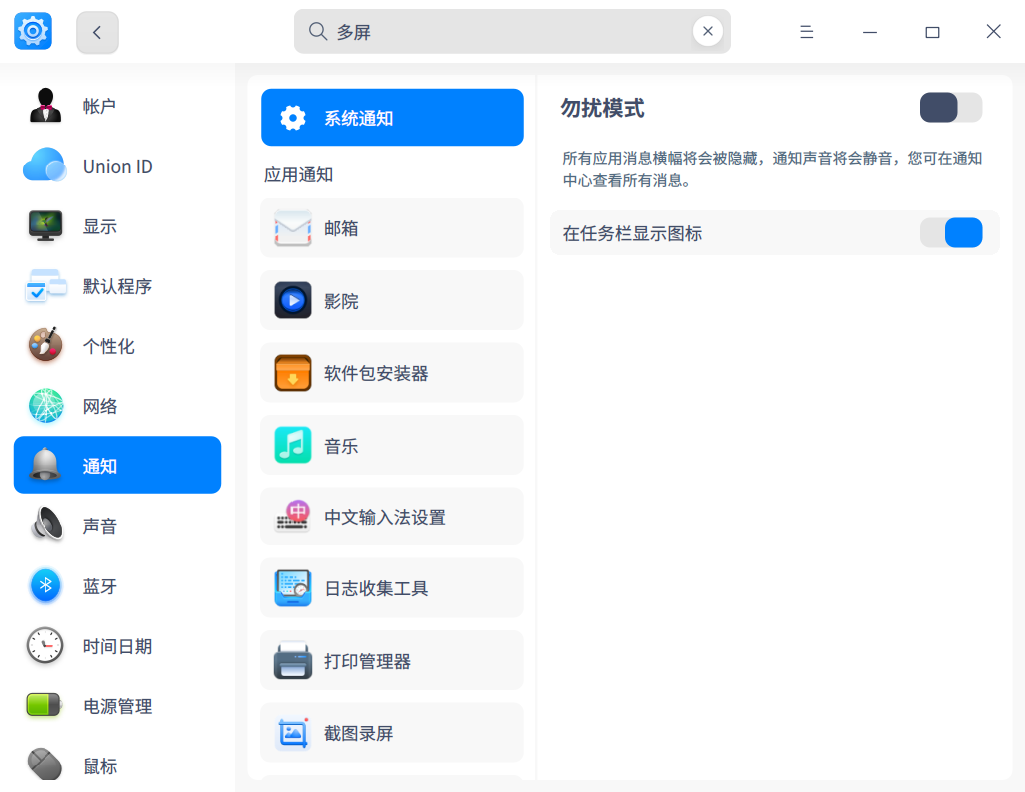 多屏
帐户
Union ID
显示
默认程序
个性化
网络
通知
声音
蓝牙
时间日期
电源管理
鼠标
系统通知
应用通知
邮箱
影院
软件包安装器
音乐
中
中文输入法设置
日志收集工具
打印管理器
截图录屏
勿扰模式
所有应用消息横幅将会被隐藏，通知声音将会静音，您可在通知
中心查看所有消息。
在任务栏显示图标